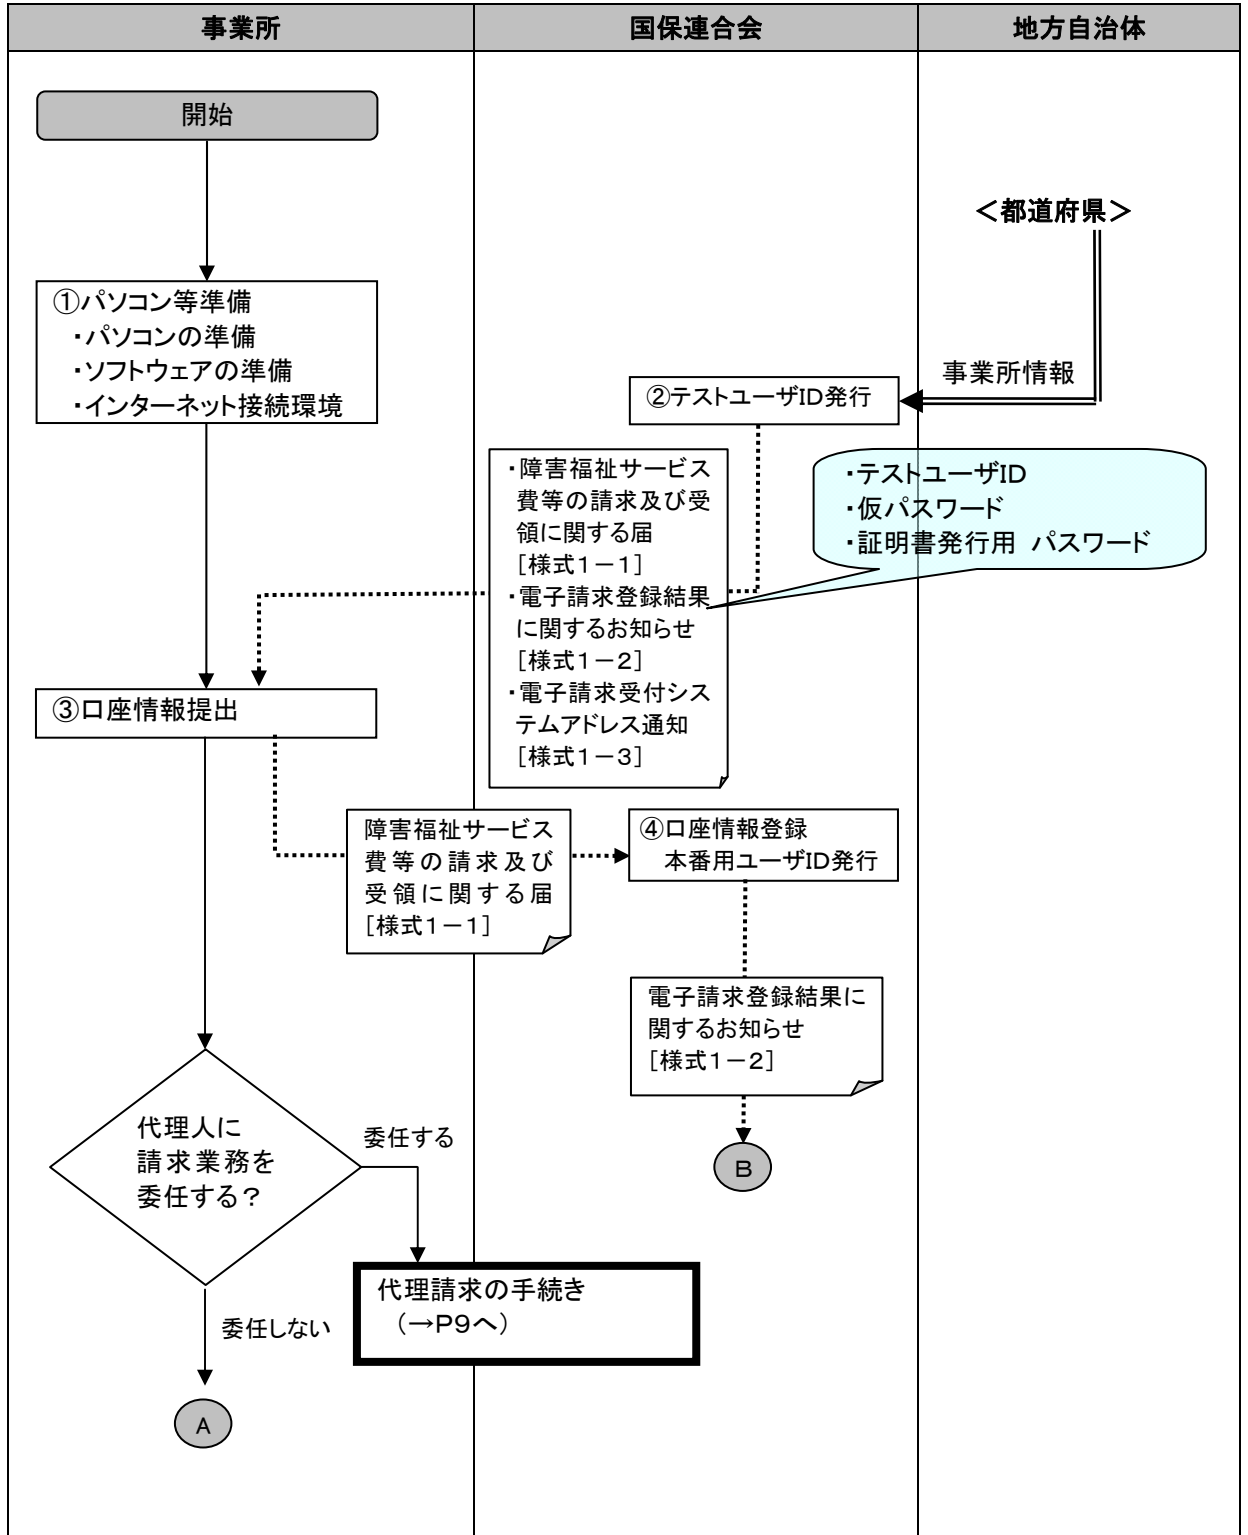 事業所
国保連合会
地方自治体
開始
＜都道府県＞
①パソコン等準備
・パソコンの準備
・ソフトウェアの準備
・インターネット接続環境
事業所情報
②テストユーザID発行
・障害福祉サービス
費等の請求及び受
領に関する届
［様式１－１］
・電子請求登録結果
に関するお知らせ
［様式１－２］
・電子請求受付シス
テムアドレス通知
［様式１－３］
・テストユーザID
・仮パスワード
・証明書発行用　パスワード
③口座情報提出
障害福祉サービス
費等の請求及び
受領に関する届
［様式１－１］
④口座情報登録
本番用ユーザID発行
電子請求登録結果に
関するお知らせ
［様式１－２］
B
代理人に
請求業務を
委任する？
委任する
代理請求の手続き
（→P9へ）
委任しない
A